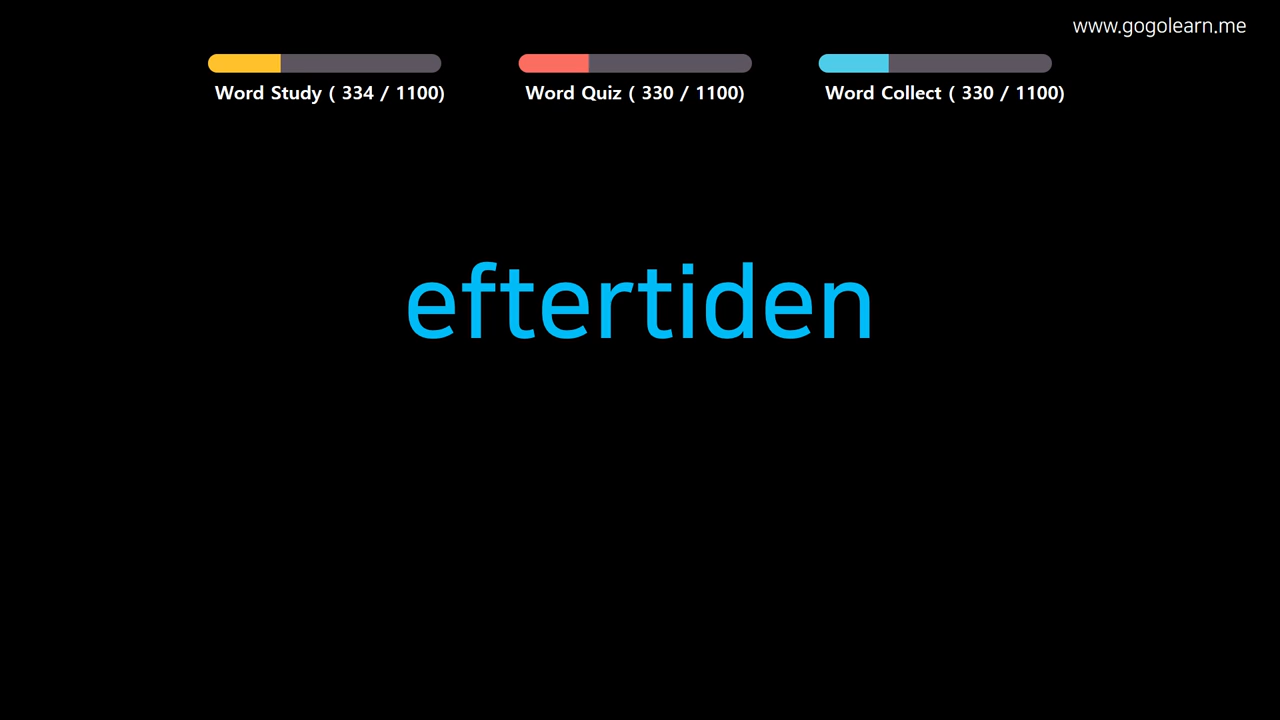 www.gogolearn.me
Word Study ( 334 / 1100)
Word Quiz ( 330 / 1100)
Word Collect ( 330 / 1100)
eftertiden